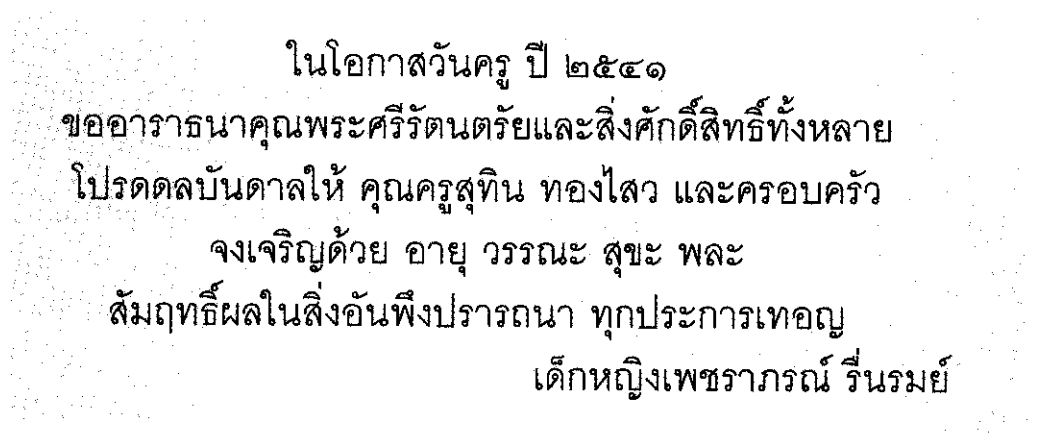 ในโอกาสวันครู ปี ๒๕๔๑
ขออาราธนาคุณพระศรีรัตนตรัยและสิ่งศักดิ์สิทธิ์ทั้งหลาย
โปรดดลบันดาลให้ คุณครูสุทิน ทองไสว และครอบครัว
จงเจริญด้วย อายุ วรรณะ สุขะ พละ
สัมฤทธิ์ผลในสิ่งอันพึงปรารถนา ทุกประการเทอญ
เด็กหญิงเพชราภรณ์ รื่นรมย์